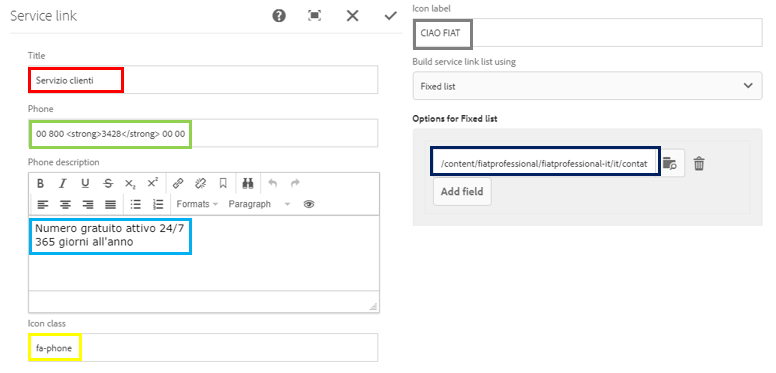 Service link
Title
Servizio clienti
Phone
00 800 <strong>3428</strong> 00 00
Phone description
B I U S X₂ X²
Formats Paragraph
Numero gratuito attivo 24/7
365 giorni all'anno
Icon class
fa-phone
Icon label
CIAO FIAT
Build service link list using
Fixed list
Options for Fixed list
/content/fiatprofessional/fiatprofessional-it/it/contat
Add field